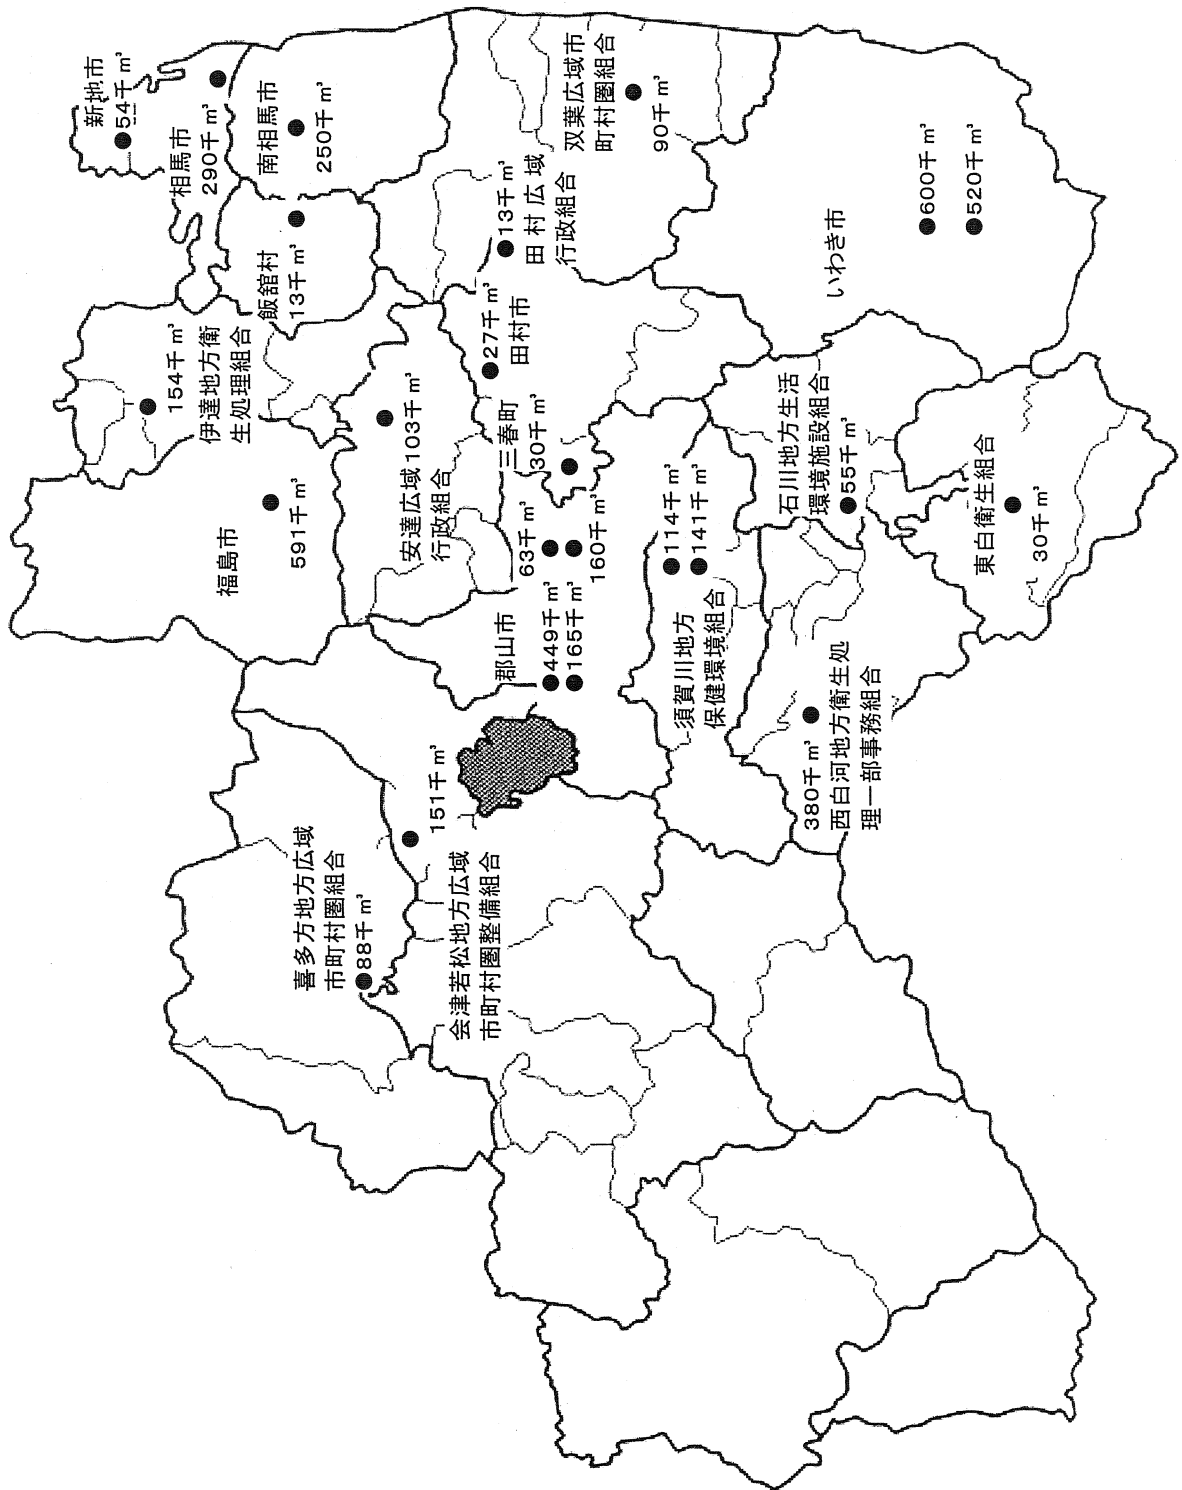 新地市
54千㎥
相馬市
290千㎥
南相馬市
250千㎥
飯舘村
13千㎥
154千㎥
伊達地方衛
生処理組合
福島市
591千㎥
安達広域
行政組合
103千㎥
双葉広域市
町村圏組合
90千㎥
13千㎥
田村広域
行政組合
27千㎥
田村市
三春町
30千㎥
63千㎥
160千㎥
郡山市
449千㎥
165千㎥
喜多方地方広域
市町村圏組合
88千㎥
151千㎥
会津若松地方広域
市町村圏整備組合
114千㎥
141千㎥
須賀川地方
保健環境組合
石川地方生活
環境施設組合
55千㎥
380千㎥
西白河地方衛生処
理一部事務組合
東白衛生組合
30千㎥
いわき市
600千㎥
520千㎥